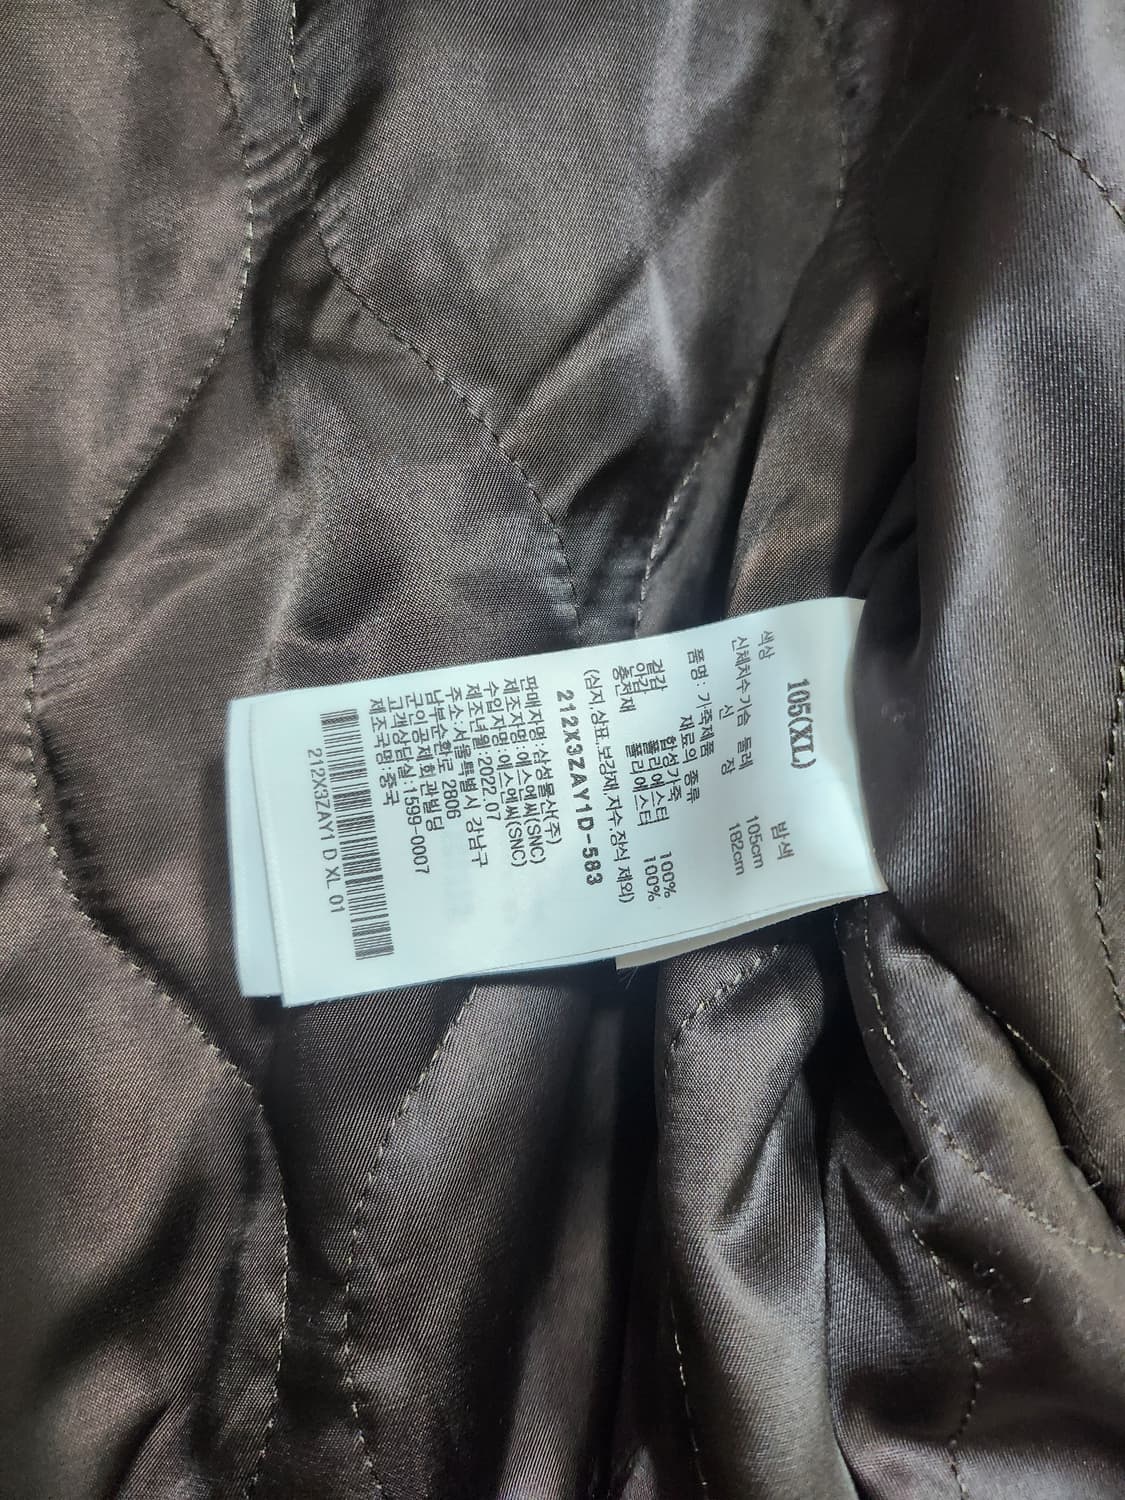 105(XL)
색상 밤색
신체치수 가슴 둘레 105cm
신 장 182cm
품명 : 가죽제품
재료의 종류
겉감 합성가죽
안감 폴리에스터 100%
충전재 폴리에스터 100%
(심지.상표.보강재 자수.장식 제외)
212X3ZAY1D-583
판매자명:삼성물산(주)
제조자명:에스에씨(SNC)
수입자명:에스에씨(SNC)
제조년월:2022.07
주소:서울특별시 강남구
남부순환로 2806
군인공제회관빌딩
고객상담실:1599-0007
제조국명:중국
212X3ZAY1 D XL 01